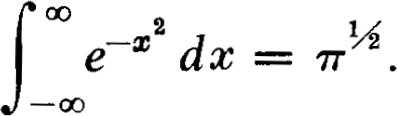 ∫_{-∞}^{∞} e^{-x^2} dx = π^{1/2}.